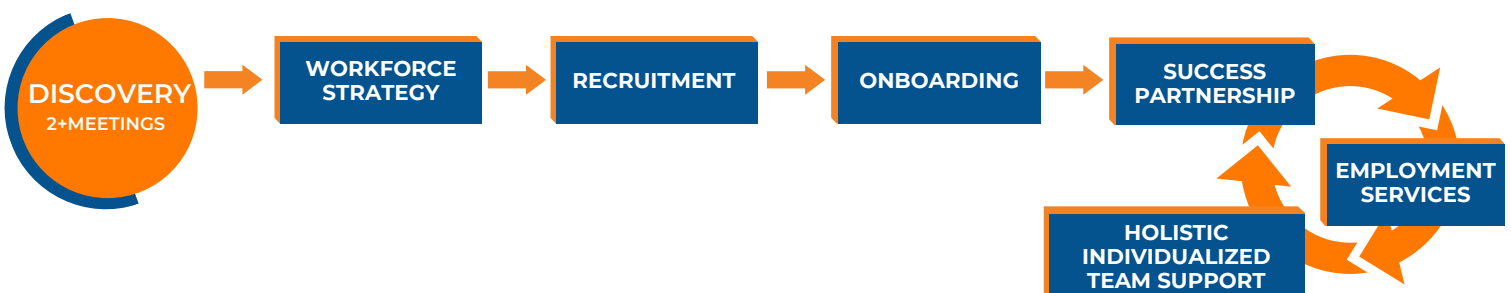 DISCOVERY
2+MEETINGS
WORKFORCE
STRATEGY
RECRUITMENT
ONBOARDING
SUCCESS
PARTNERSHIP
EMPLOYMENT
SERVICES
HOLISTIC
INDIVIDUALIZED
TEAM SUPPORT